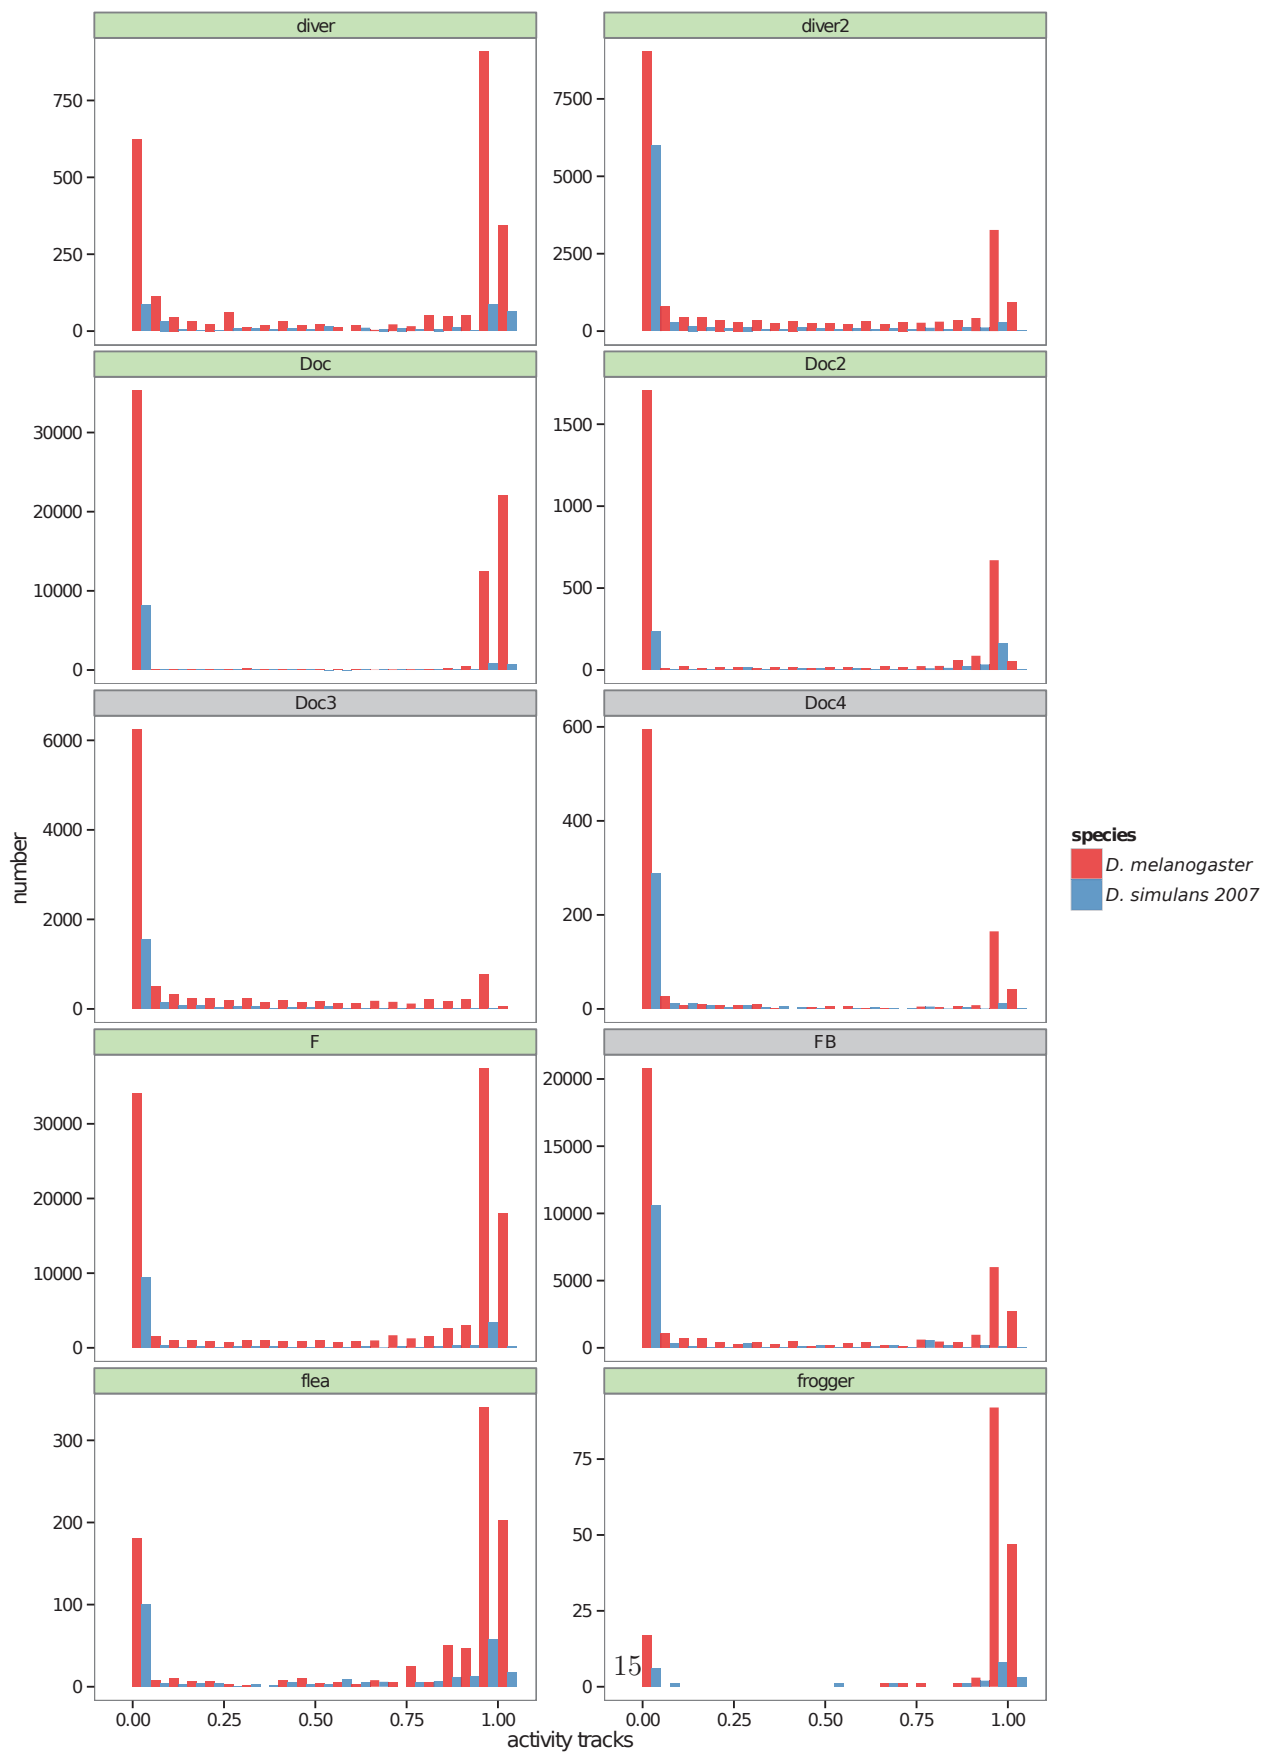 diver
diver2
750
500
250
0
7500
5000
2500
0
Doc
Doc2
30000
20000
10000
0
1500
1000
500
0
Doc3
Doc4
6000
4000
2000
0
600
400
200
0
F
FB
30000
20000
10000
0
20000
15000
10000
5000
0
flea
frogger
300
200
100
0
75
50
25
0
15
0.00 0.25 0.50 0.75 1.00
0.00 0.25 0.50 0.75 1.00
activity tracks
number
species
D. melanogaster
D. simulans 2007